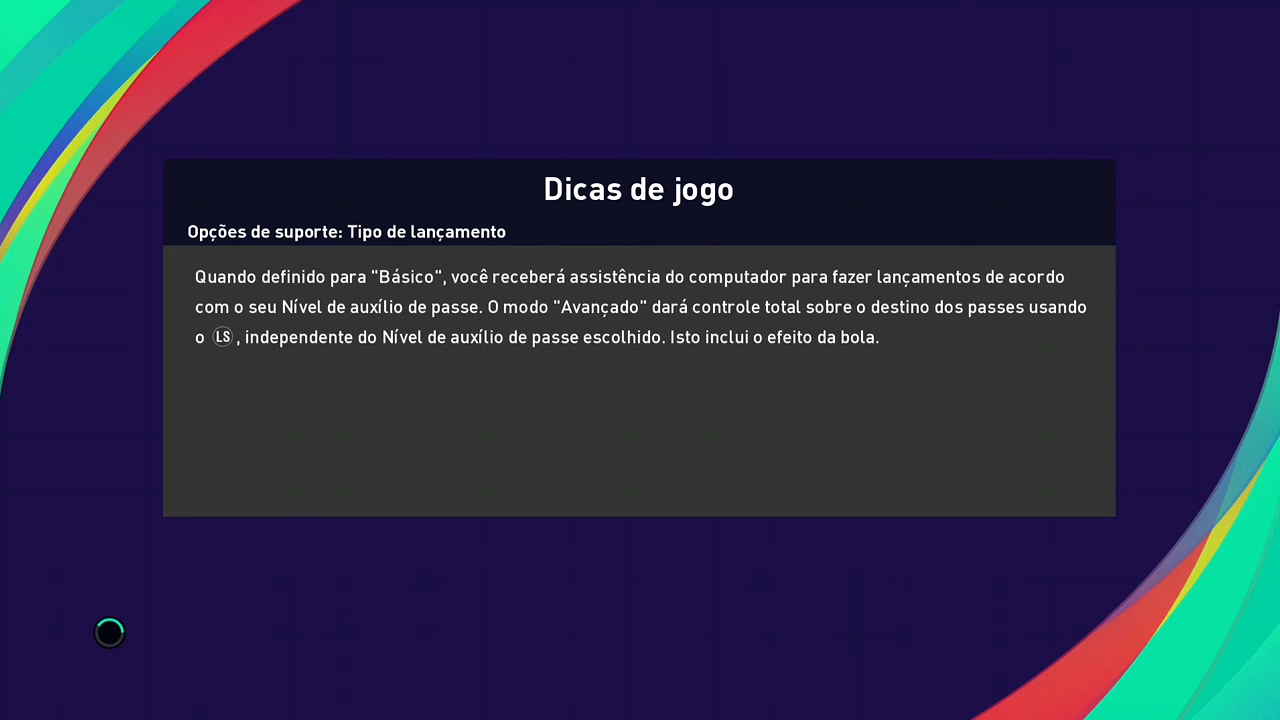 Dicas de jogo
Opções de suporte: Tipo de lançamento
Quando definido para "Básico", você receberá assistência do computador para fazer lançamentos de acordo
com o seu Nível de auxílio de passe. O modo "Avançado" dará controle total sobre o destino dos passes usando
o LS, independente do Nível de auxílio de passe escolhido. Isto inclui o efeito da bola.